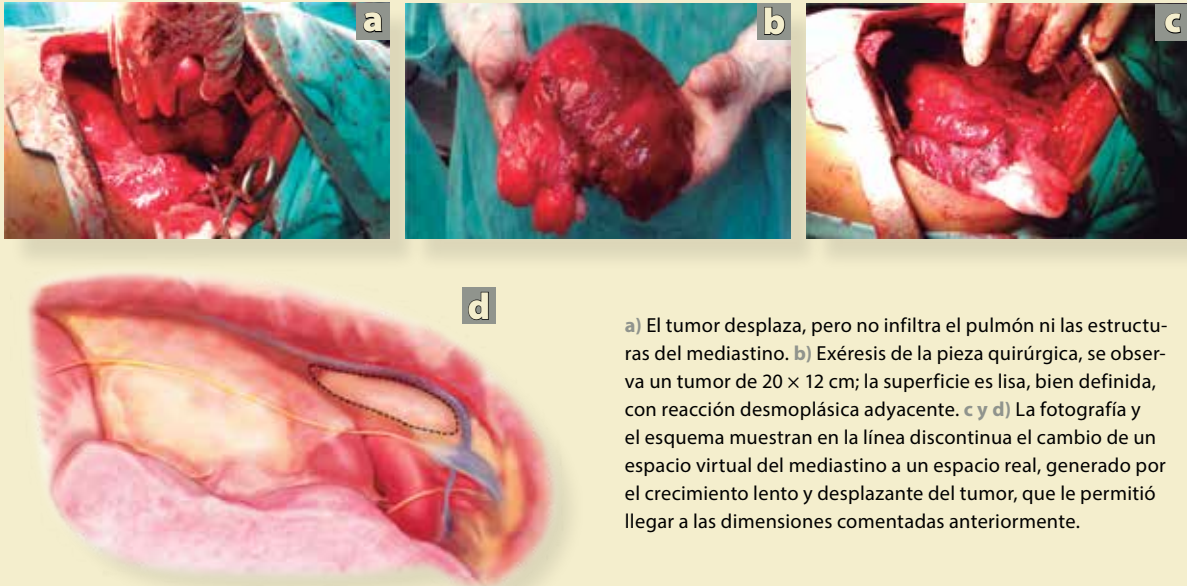 a
b
c
d
a) El tumor desplaza, pero no infiltra el pulmón ni las estructu-
ras del mediastino. b) Exéresis de la pieza quirúrgica, se obser-
va un tumor de 20 × 12 cm; la superficie es lisa, bien definida,
con reacción desmoplásica adyacente. c y d) La fotografía y
el esquema muestran en la línea discontinua el cambio de un
espacio virtual del mediastino a un espacio real, generado por
el crecimiento lento y desplazante del tumor, que le permitió
llegar a las dimensiones comentadas anteriormente.